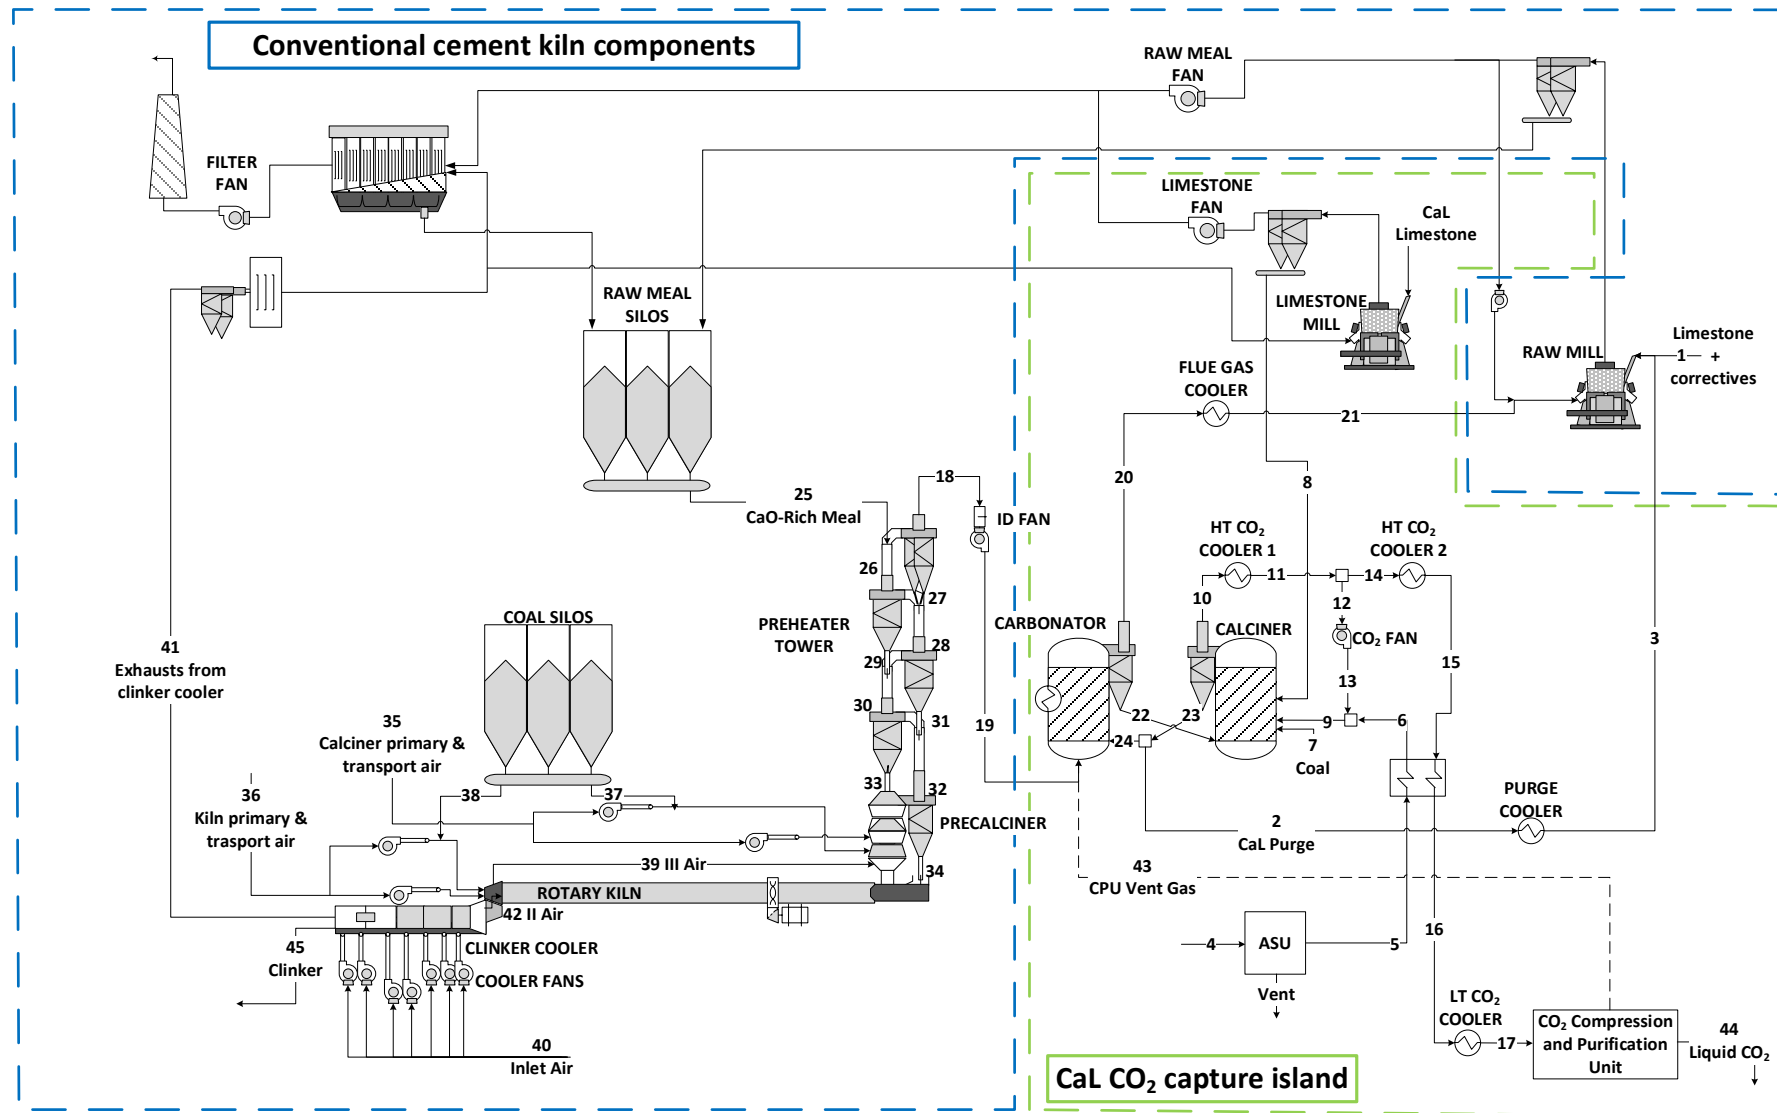 Conventional cement kiln components
RAW MEAL
FAN
FILTER
FAN
LIMESTONE
FAN
CaL
Limestone
RAW MEAL
SILOS
LIMESTONE
MILL
RAW MILL
Limestone
1 +
correctives
FLUE GAS
COOLER
21
20
8
18
25
CaO-Rich Meal
ID FAN
26
27
HT CO₂
COOLER 1
HT CO₂
COOLER 2
11
14
10
12
COAL SILOS
PREHEATER
TOWER
28
29
CARBONATOR
CALCINER
CO₂ FAN
3
41
Exhausts from
clinker cooler
15
13
30
31
22
23
19
35
Calciner primary &
transport air
24
9
6
7
Coal
33
32
38
37
36
Kiln primary &
trasport air
PRECALCINER
PURGE
COOLER
2
CaL Purge
39 III Air
34
43
CPU Vent Gas
ROTARY KILN
42 II Air
45
Clinker
CLINKER COOLER
COOLER FANS
4
ASU
5
16
Vent
LT CO₂
COOLER
17
CO₂ Compression
and Purification
Unit
44
Liquid CO₂
40
Inlet Air
CaL CO₂ capture island